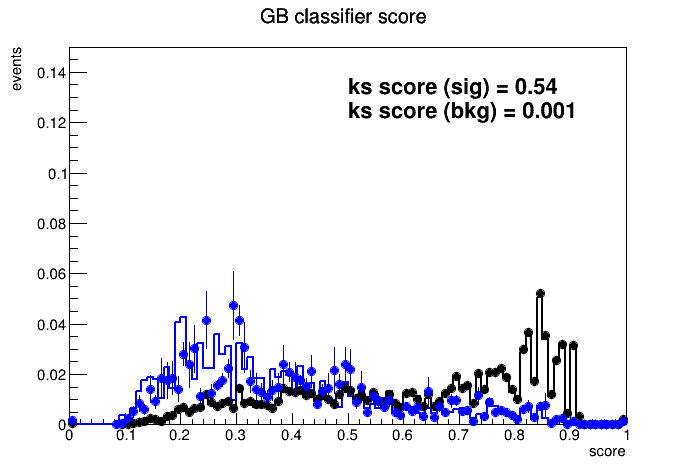 GB classifier score
events
ks score (sig) = 0.54
ks score (bkg) = 0.001
0.14
0.12
0.1
0.08
0.06
0.04
0.02
0
0 0.1 0.2 0.3 0.4 0.5 0.6 0.7 0.8 0.9 1
score